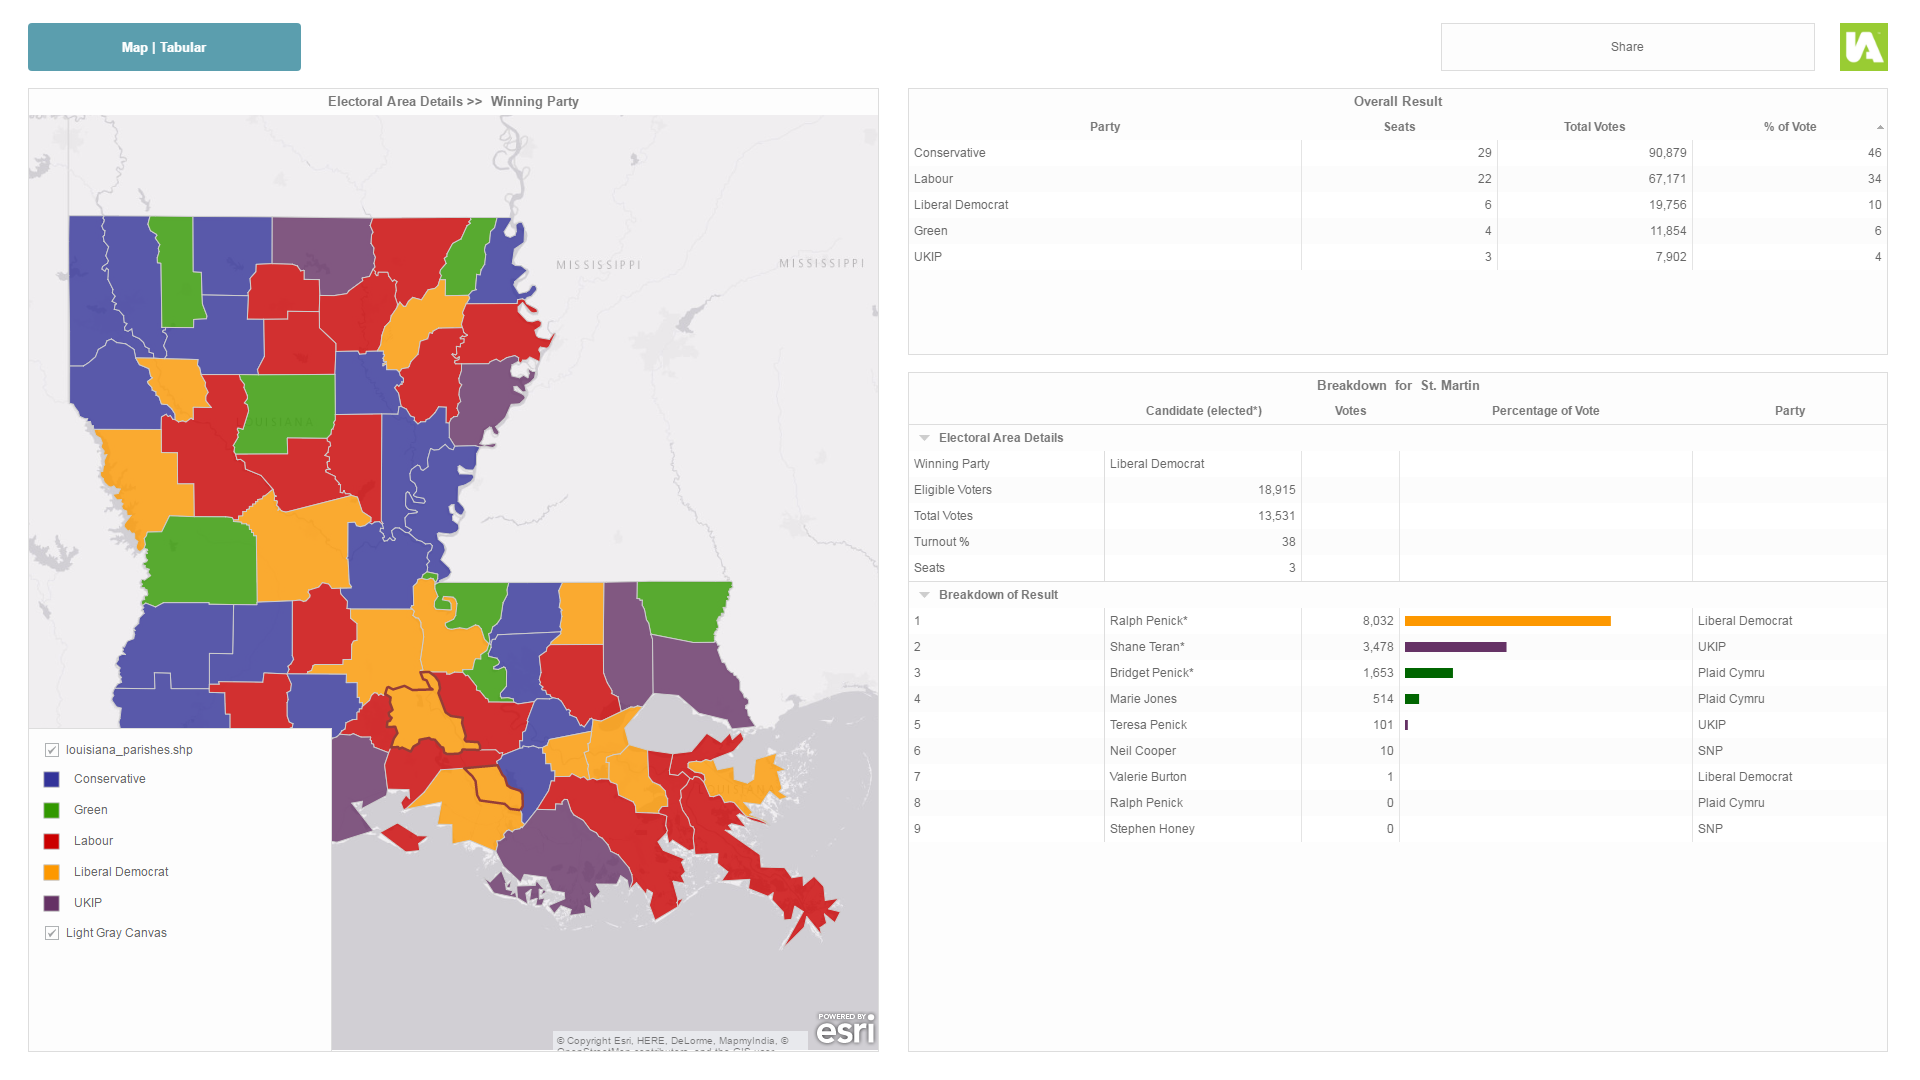 Map | Tabular
Share
Electoral Area Details >> Winning Party
MISSISSIPPI
MISSISSIPPI
louisiana_parishes.shp
Conservative
Green
Labour
Liberal Democrat
UKIP
Light Gray Canvas
POWERED BY
esri
© Copyright Esri, HERE, DeLorme, MapmyIndia, ©
Overall Result
Party Seats Total Votes % of Vote
Conservative 29 90,879 46
Labour 22 67,171 34
Liberal Democrat 6 19,756 10
Green 4 11,854 6
UKIP 3 7,902 4
Breakdown for St. Martin
Candidate (elected*) Votes Percentage of Vote Party
Electoral Area Details
Winning Party Liberal Democrat
Eligible Voters 18,915
Total Votes 13,531
Turnout % 38
Seats 3
Breakdown of Result
1 Ralph Penick* 8,032 Liberal Democrat
2 Shane Teran* 3,478 UKIP
3 Bridget Penick* 1,653 Plaid Cymru
4 Marie Jones 514 Plaid Cymru
5 Teresa Penick 101 UKIP
6 Neil Cooper 10 SNP
7 Valerie Burton 1 Liberal Democrat
8 Ralph Penick 0 Plaid Cymru
9 Stephen Honey 0 SNP